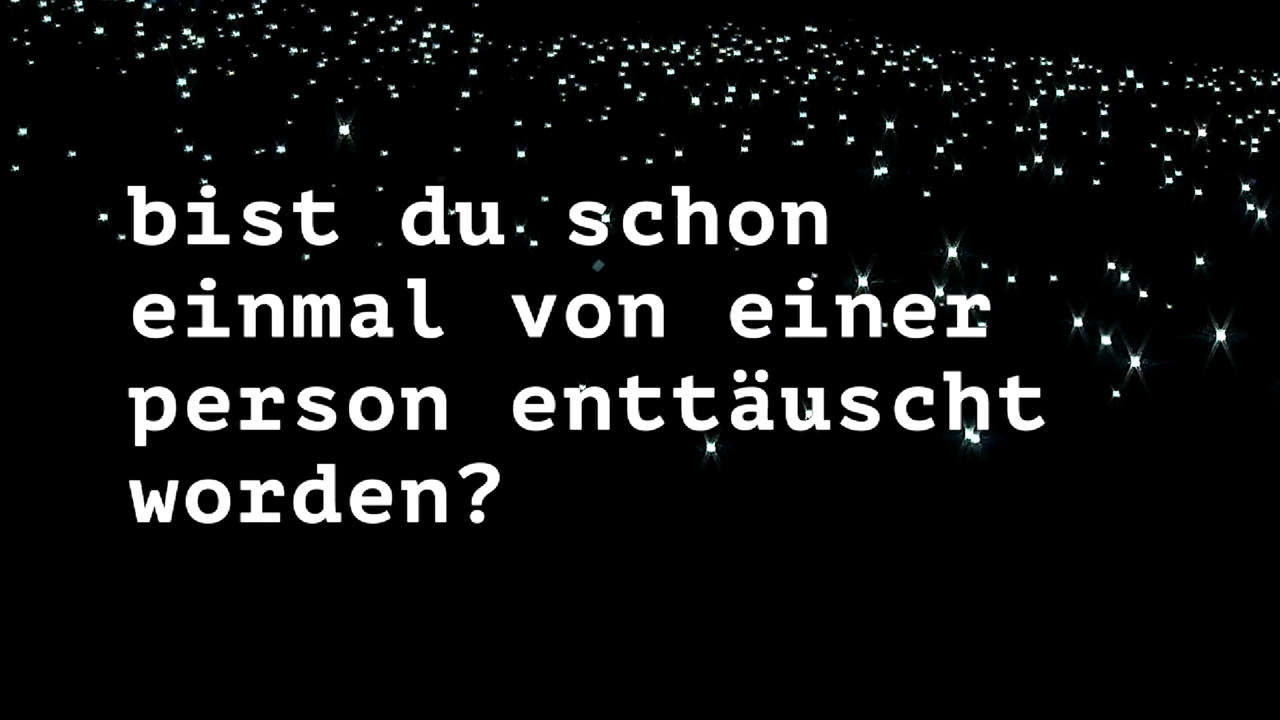 bist du schon
einmal von einer
person enttäuscht
worden?